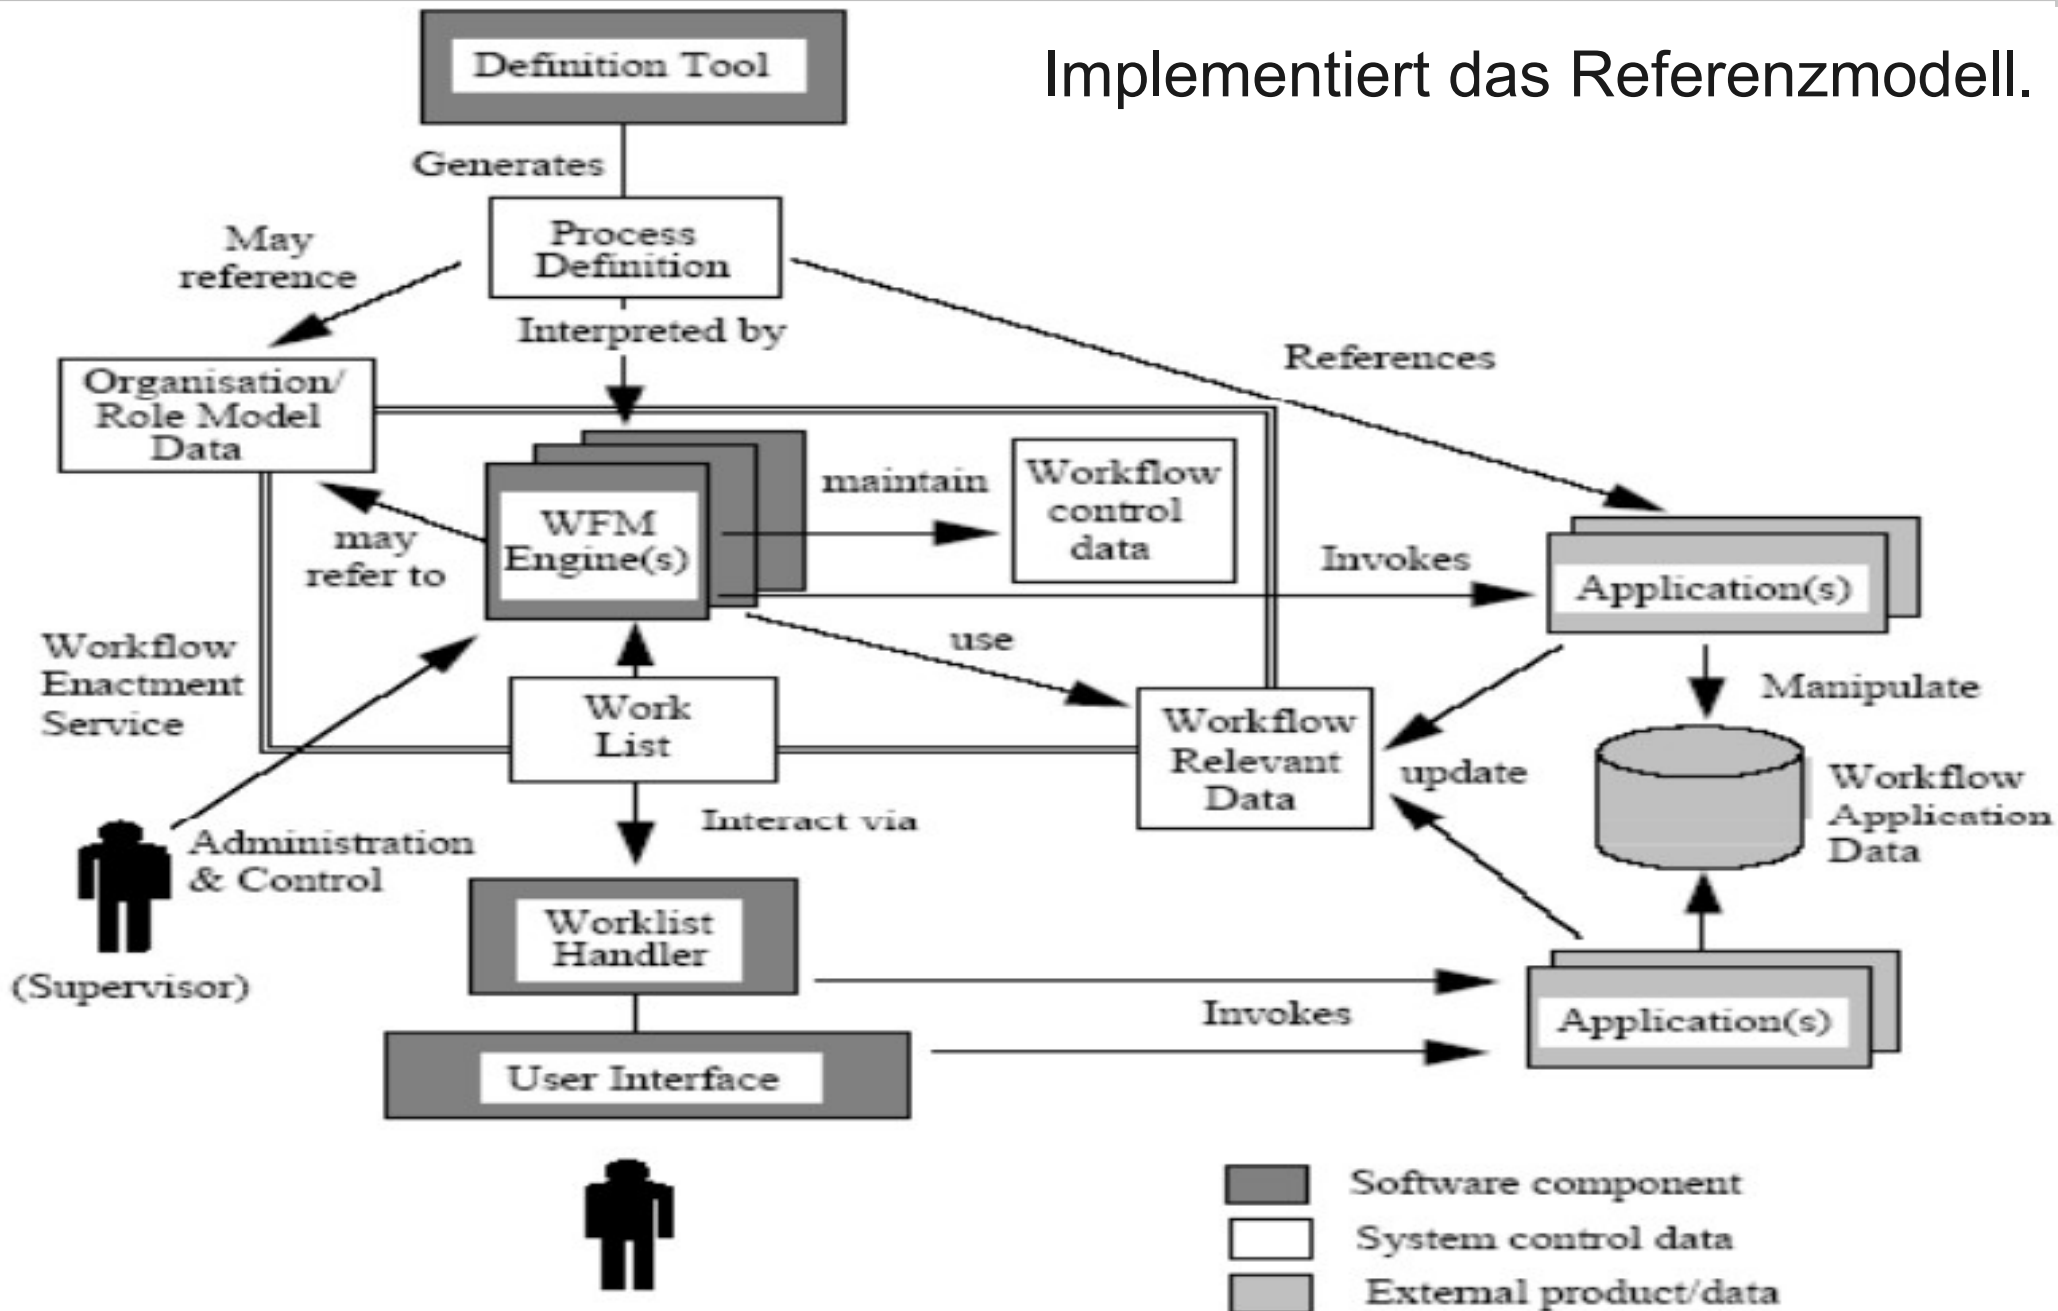 Definition Tool
Implementiert das Referenzmodell.
Generates
Process
Definition
May
reference
Interpreted by
References
Organisation/
Role Model
Data
WFM
Engine(s)
maintain
Workflow
control
data
may
refer to
Invokes
Application(s)
use
Workflow
Enactment
Service
Work
List
Workflow
Relevant
Data
Manipulate
update
Workflow
Application
Data
Interact via
Administration
& Control
(Supervisor)
Worklist
Handler
Invokes
Application(s)
User Interface
Software component
System control data
External product/data